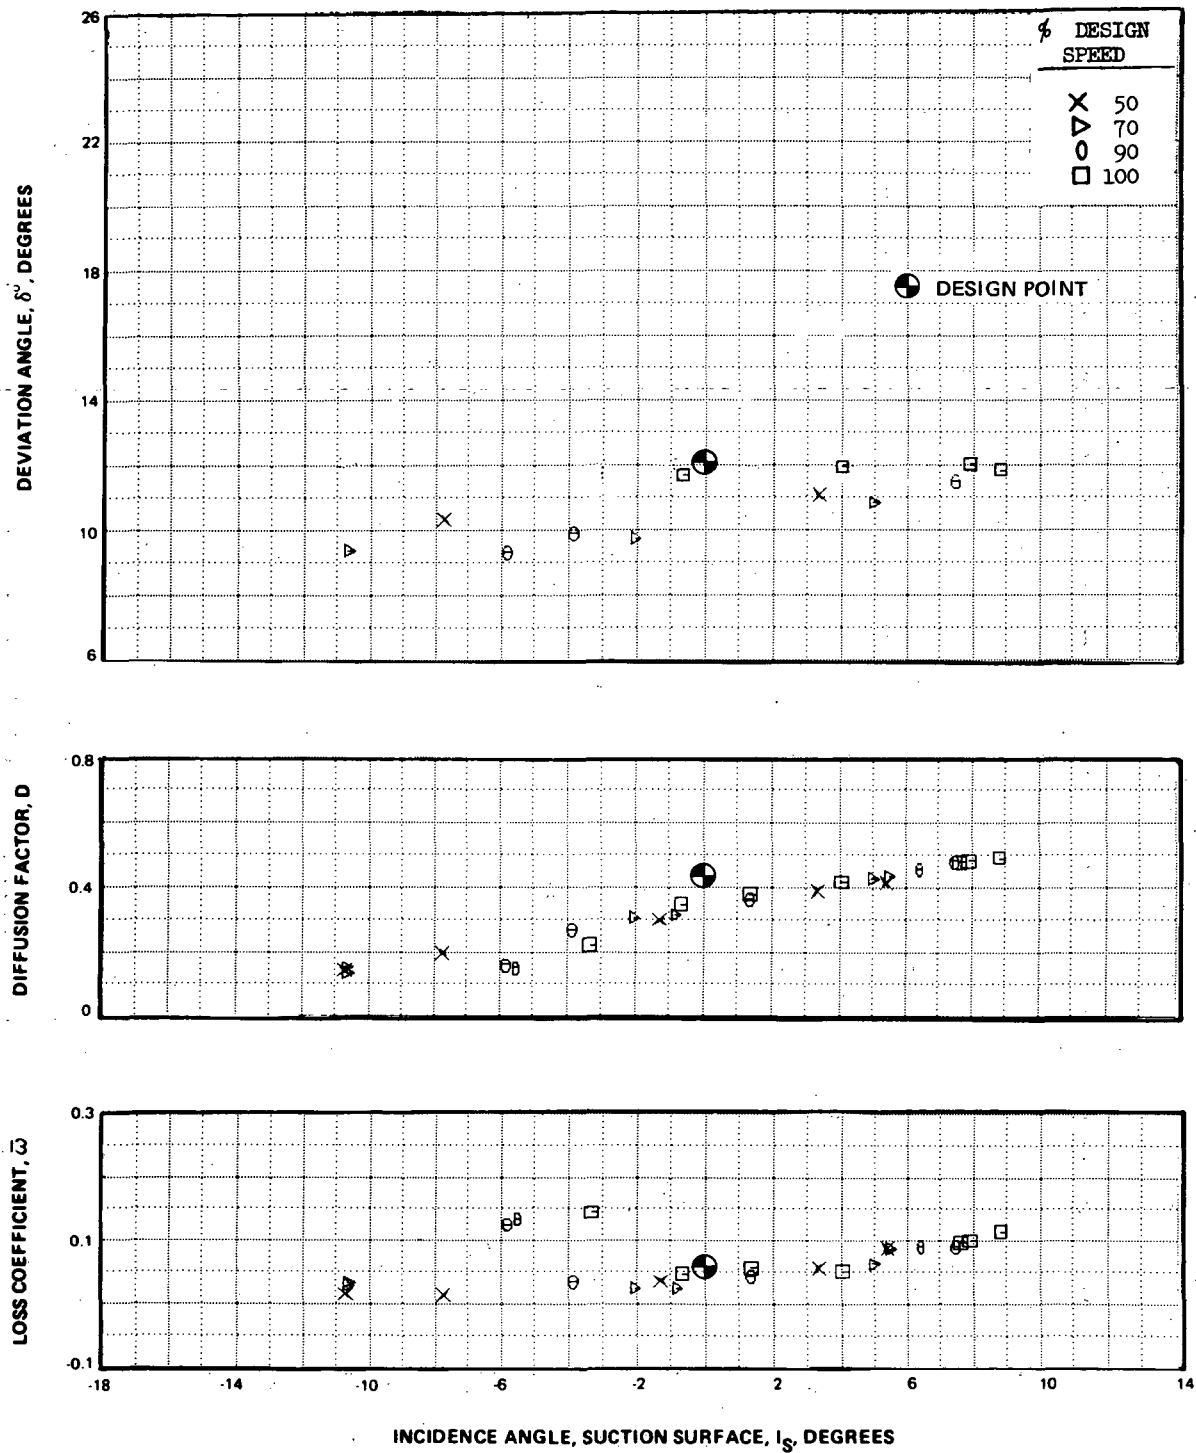 26
22
18
14
10
6
DEVIATION ANGLE, δ°, DEGREES
% DESIGN
SPEED
50
70
90
100
DESIGN POINT
0.8
0.4
0
DIFFUSION FACTOR, D
0.3
0.1
-0.1
LOSS COEFFICIENT, ω̅
-18 -14 -10 -6 -2 2 6 10 14
INCIDENCE ANGLE, SUCTION SURFACE, IS, DEGREES